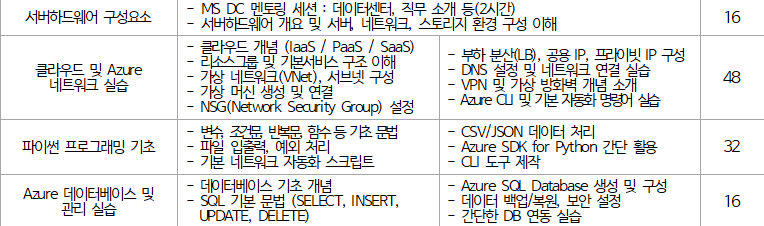 서버하드웨어 구성요소
- MS DC 멘토링 세션 : 데이터센터, 직무 소개 등(2시간)
- 서버하드웨어 개요 및 서버, 네트워크, 스토리지 환경 구성 이해
16
클라우드 및 Azure
네트워크 실습
- 클라우드 개념 (IaaS / PaaS / SaaS)
- 리소스그룹 및 기본서비스 구조 이해
- 가상 네트워크(VNet), 서브넷 구성
- 가상 머신 생성 및 연결
- NSG(Network Security Group) 설정
- 부하 분산(LB), 공용 IP, 프라이빗 IP 구성
- DNS 설정 및 네트워크 연결 실습
- VPN 및 가상 방화벽 개념 소개
- Azure CLI 및 기본 자동화 명령어 실습
48
파이썬 프로그래밍 기초
- 변수, 조건문, 반복문, 함수 등 기초 문법
- 파일 입출력, 예외 처리
- 기본 네트워크 자동화 스크립트
- CSV/JSON 데이터 처리
- Azure SDK for Python 간단 활용
- CLI 도구 제작
32
Azure 데이터베이스 및
관리 실습
- 데이터베이스 기초 개념
- SQL 기본 문법 (SELECT, INSERT,
UPDATE, DELETE)
- Azure SQL Database 생성 및 구성
- 데이터 백업/복원, 보안 설정
- 간단한 DB 연동 실습
16